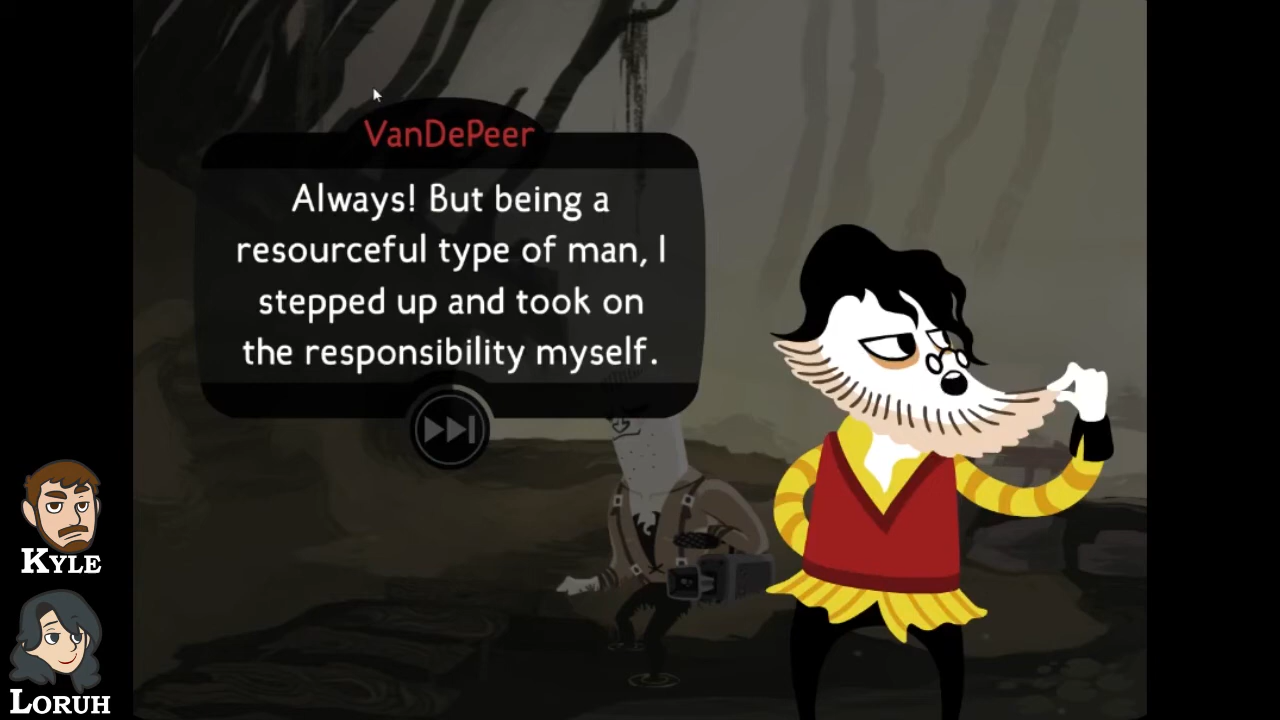 VanDePeer
Always! But being a
resourceful type of man, I
stepped up and took on
the responsibility myself.
KYLE
LORUH